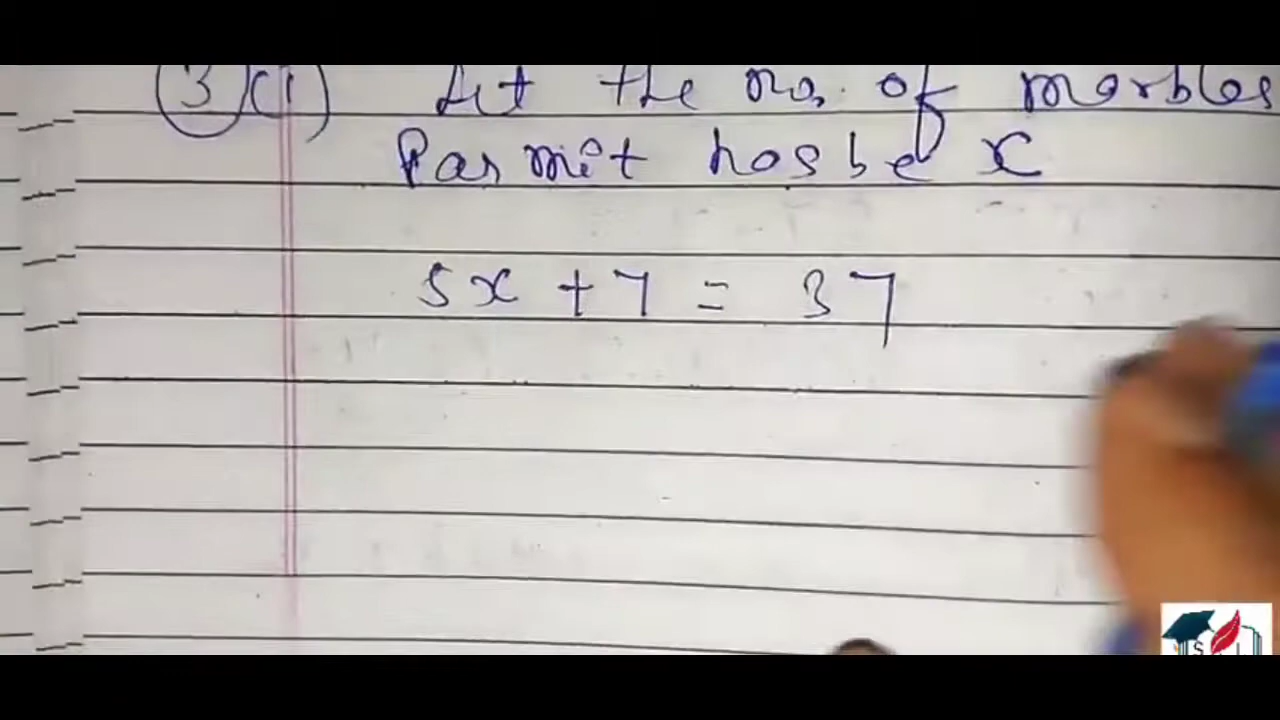 3 (i) Let the no. of marbles
Parmit has be x
5x + 7 = 37
S L